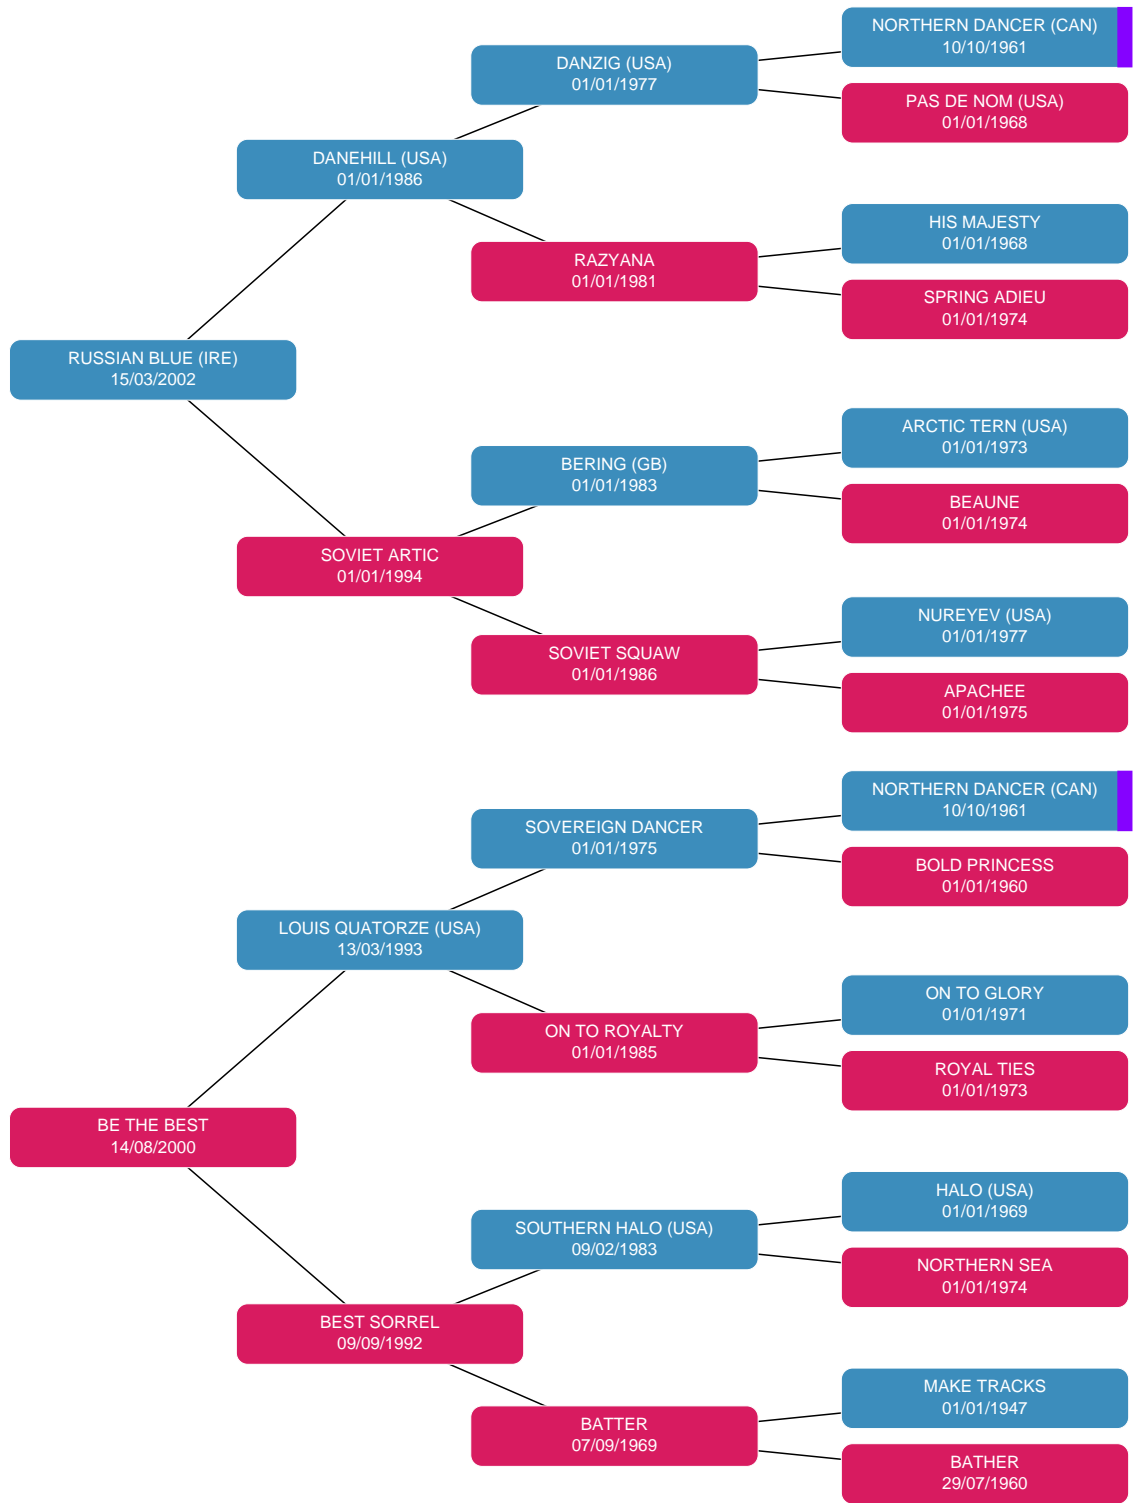 NORTHERN DANCER (CAN)
10/10/1961
DANZIG (USA)
01/01/1977
PAS DE NOM (USA)
01/01/1968
DANEHILL (USA)
01/01/1986
HIS MAJESTY
01/01/1968
RAZYANA
01/01/1981
SPRING ADIEU
01/01/1974
RUSSIAN BLUE (IRE)
15/03/2002
ARCTIC TERN (USA)
01/01/1973
BERING (GB)
01/01/1983
BEAUNE
01/01/1974
SOVIET ARTIC
01/01/1994
NUREYEV (USA)
01/01/1977
SOVIET SQUAW
01/01/1986
APACHEE
01/01/1975
NORTHERN DANCER (CAN)
10/10/1961
SOVEREIGN DANCER
01/01/1975
BOLD PRINCESS
01/01/1960
LOUIS QUATORZE (USA)
13/03/1993
ON TO GLORY
01/01/1971
ON TO ROYALTY
01/01/1985
ROYAL TIES
01/01/1973
BE THE BEST
14/08/2000
HALO (USA)
01/01/1969
SOUTHERN HALO (USA)
09/02/1983
NORTHERN SEA
01/01/1974
BEST SORREL
09/09/1992
MAKE TRACKS
01/01/1947
BATTER
07/09/1969
BATHER
29/07/1960